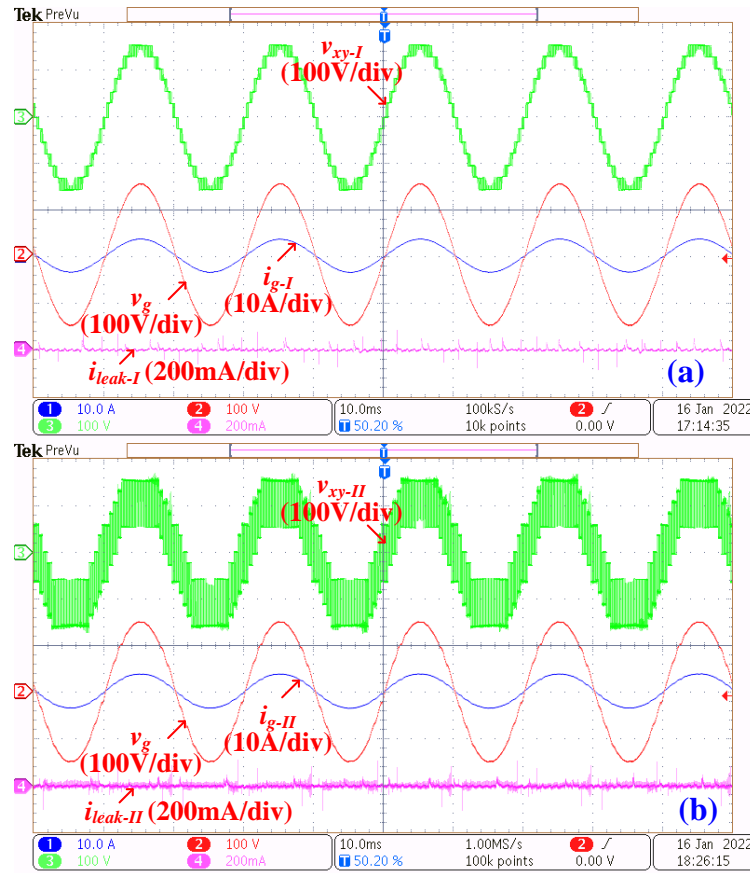 Tek PreVu
T
T
v_xy-I
(100V/div)
3
2
i_g-I
v_g
(10A/div)
(100V/div)
4
i_leak-I (200mA/div)
(a)
1 10.0 A 2 100 V 10.0ms 100kS/s 2 0.00 V 16 Jan 2022
3 100 V 4 200mA T 50.20 % 10k points 17:14:35
Tek PreVu
T
T
v_xy-II
(100V/div)
3
2
i_g-II
v_g
(10A/div)
(100V/div)
4
i_leak-II (200mA/div)
(b)
1 10.0 A 2 100 V 10.0ms 1.00MS/s 2 0.00 V 16 Jan 2022
3 100 V 4 200mA T 50.20 % 100k points 18:26:15